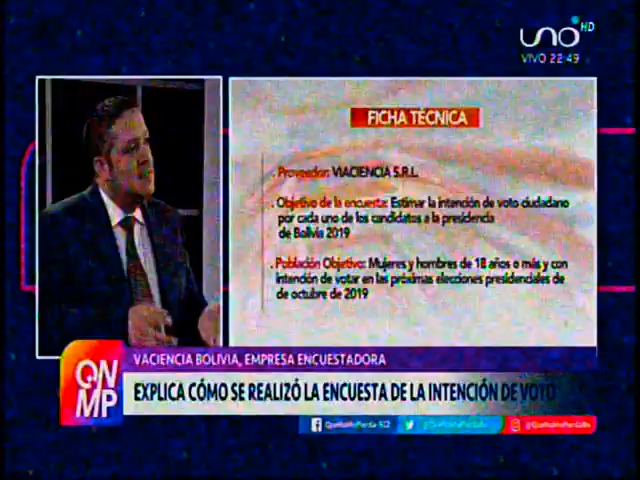 uno HD
VIVO 22:49
FICHA TÉCNICA
. Proveedor: VIACIENCIA S.R.L.
. Objetivo de la encuesta: Estimar la intención de voto ciudadano
por cada uno de los candidatos a la presidencia
de Bolivia 2019
. Población Objetivo: Mujeres y hombres de 18 años o más y con
intención de votar en las próximas elecciones presidenciales de
de octubre de 2019
VACIENCIA BOLIVIA, EMPRESA ENCUESTADORA
QN
MP
EXPLICA CÓMO SE REALIZÓ LA ENCUESTA DE LA INTENCIÓN DE VOTO